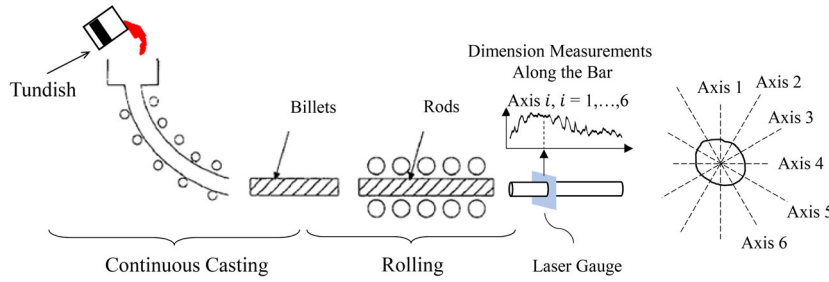 Tundish
Billets
Rods
Dimension Measurements
Along the Bar
Axis i, i = 1,…,6
Laser Gauge
Axis 1
Axis 2
Axis 3
Axis 4
Axis 5
Axis 6
Continuous Casting
Rolling